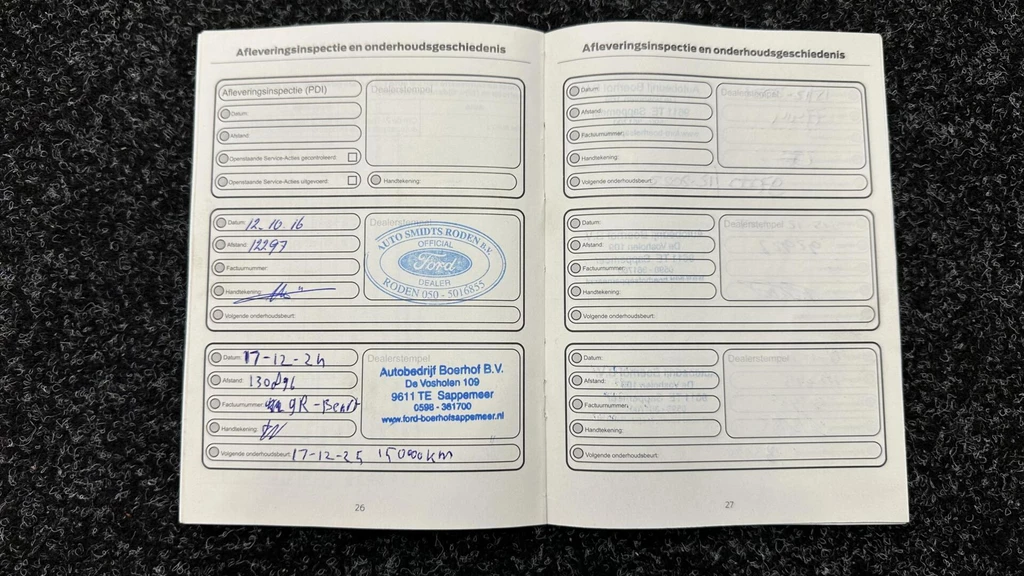 Afleveringsinspectie en onderhoudsgeschiedenis
Afleveringsinspectie (PDI)
Dealerstempel
Datum:
Afstand:
Openstaande Service-Acties gecontroleerd:
Openstaande Service-Acties uitgevoerd:
Handtekening:
Datum: 12.10.16
Dealerstempel
Afstand: 12297
Factuurnummer:
Handtekening:
Volgende onderhoudsbeurt:
AUTO SMIDTS RODEN B.V.
OFFICIAL
Ford
DEALER
RODEN 050 - 5016855
Datum: 17-12-24
Dealerstempel
Afstand:
Factuurnummer:
Handtekening:
Volgende onderhoudsbeurt: 17-12-25 150000km
Autobedrijf Boerhof B.V.
De Vosholen 109
9611 TE Sappemeer
0598 - 361700
www.ford-boerhofsappemeer.nl
26
Afleveringsinspectie en onderhoudsgeschiedenis
Datum:
Dealerstempel
Afstand:
Factuurnummer:
Handtekening:
Volgende onderhoudsbeurt:
Datum:
Dealerstempel
Afstand:
Factuurnummer:
Handtekening:
Volgende onderhoudsbeurt:
Datum:
Dealerstempel
Afstand:
Factuurnummer:
Handtekening:
Volgende onderhoudsbeurt:
27